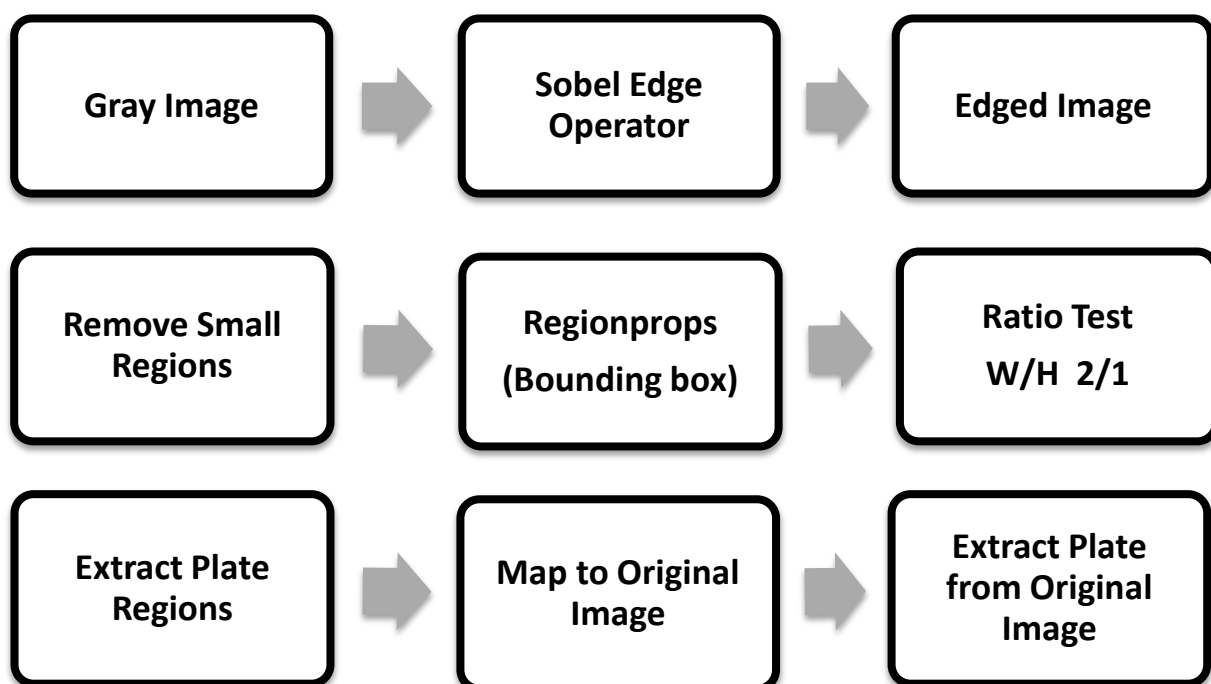 Gray Image
Sobel Edge
Operator
Edged Image
Remove Small
Regions
Regionprops
(Bounding box)
Ratio Test
W/H 2/1
Extract Plate
Regions
Map to Original
Image
Extract Plate
from Original
Image